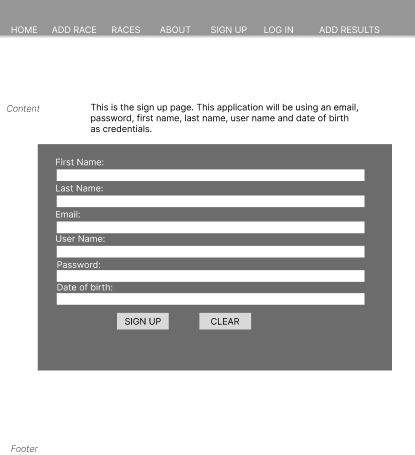 HOME ADD RACE RACES ABOUT SIGN UP LOG IN ADD RESULTS
Content
This is the sign up page. This application will be using an email,
password, first name, last name, user name and date of birth
as credentials.
First Name:
Last Name:
Email:
User Name:
Password:
Date of birth:
SIGN UP CLEAR
Footer